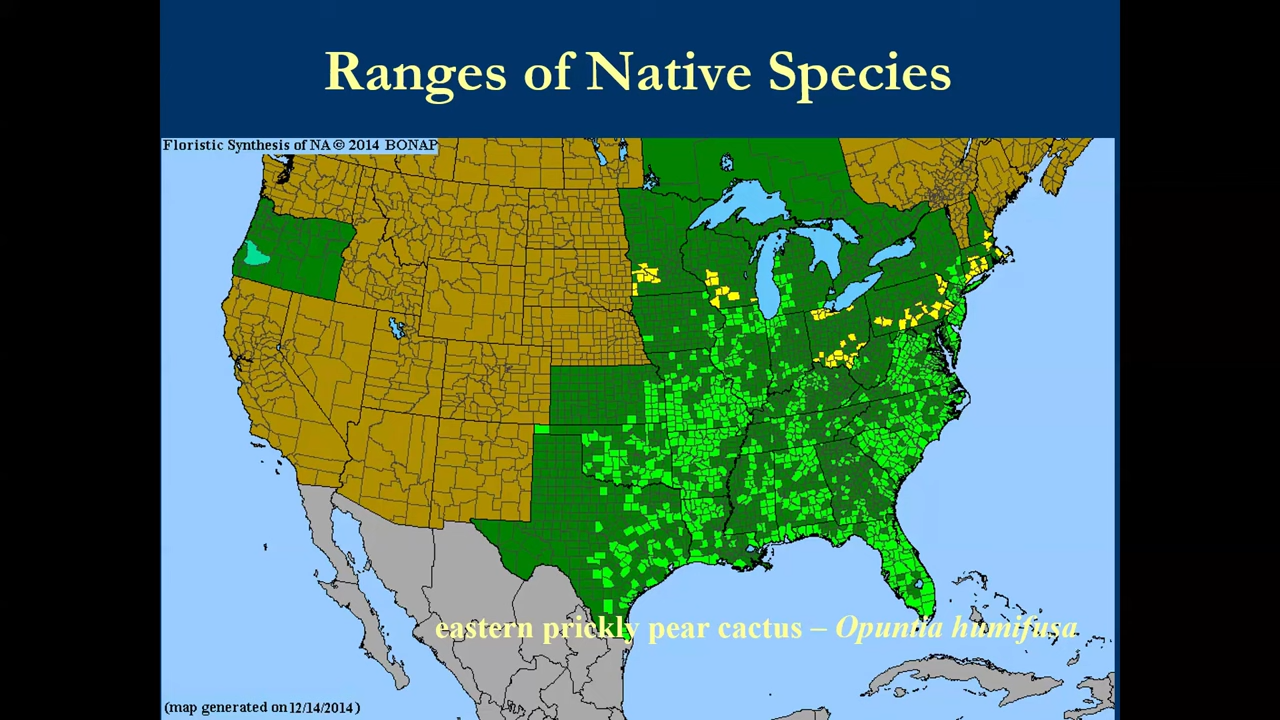 Ranges of Native Species
Floristic Synthesis of NA © 2014 BONAP
eastern prickly pear cactus – Opuntia humifusa
(map generated on 12/14/2014)